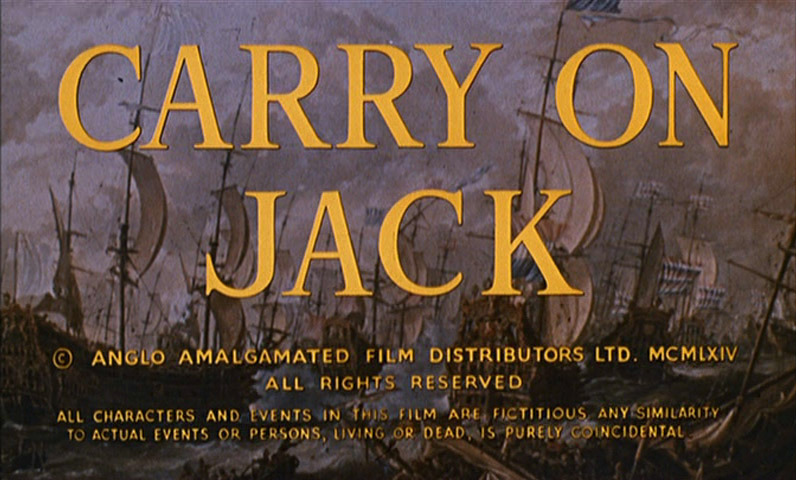 CARRY ON
JACK
© ANGLO AMALGAMATED FILM DISTRIBUTORS LTD. MCMLXIV
ALL RIGHTS RESERVED
ALL CHARACTERS AND EVENTS IN THIS FILM ARE FICTITIOUS. ANY SIMILARITY
TO ACTUAL EVENTS OR PERSONS, LIVING OR DEAD, IS PURELY COINCIDENTAL.